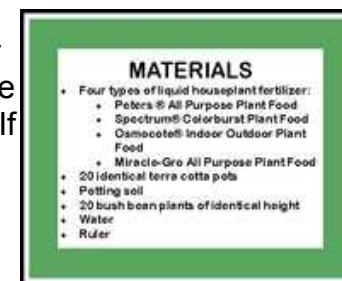 e
If
MATERIALS
• Four types of liquid houseplant fertilizer:
• Peters ® All Purpose Plant Food
• Spectrum® Colorburst Plant Food
• Osmocote® Indoor Outdoor Plant
Food
• Miracle-Gro All Purpose Plant Food
• 20 identical terra cotta pots
• Potting soil
• 20 bush bean plants of identical height
• Water
• Ruler